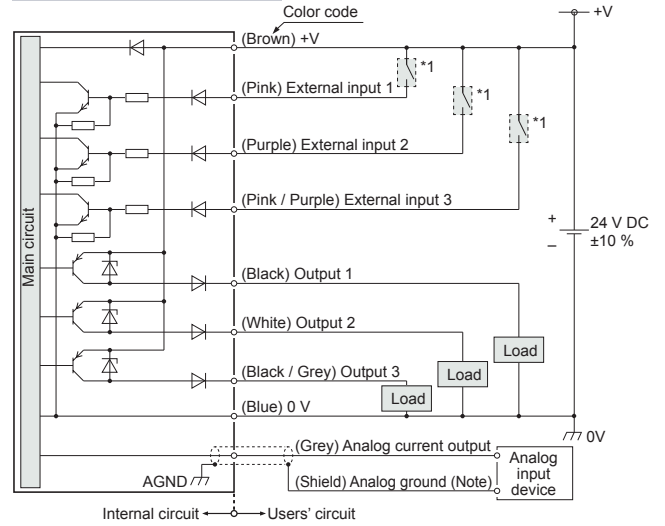 Color code
+V
(Brown) +V
*1
(Pink) External input 1
*1
*1
(Purple) External input 2
(Pink / Purple) External input 3
+
24 V DC
–
±10 %
Main circuit
(Black) Output 1
(White) Output 2
Load
Load
(Black / Grey) Output 3
Load
(Blue) 0 V
0V
(Grey) Analog current output
Analog
input
device
AGND
(Shield) Analog ground (Note)
Internal circuit
Users' circuit